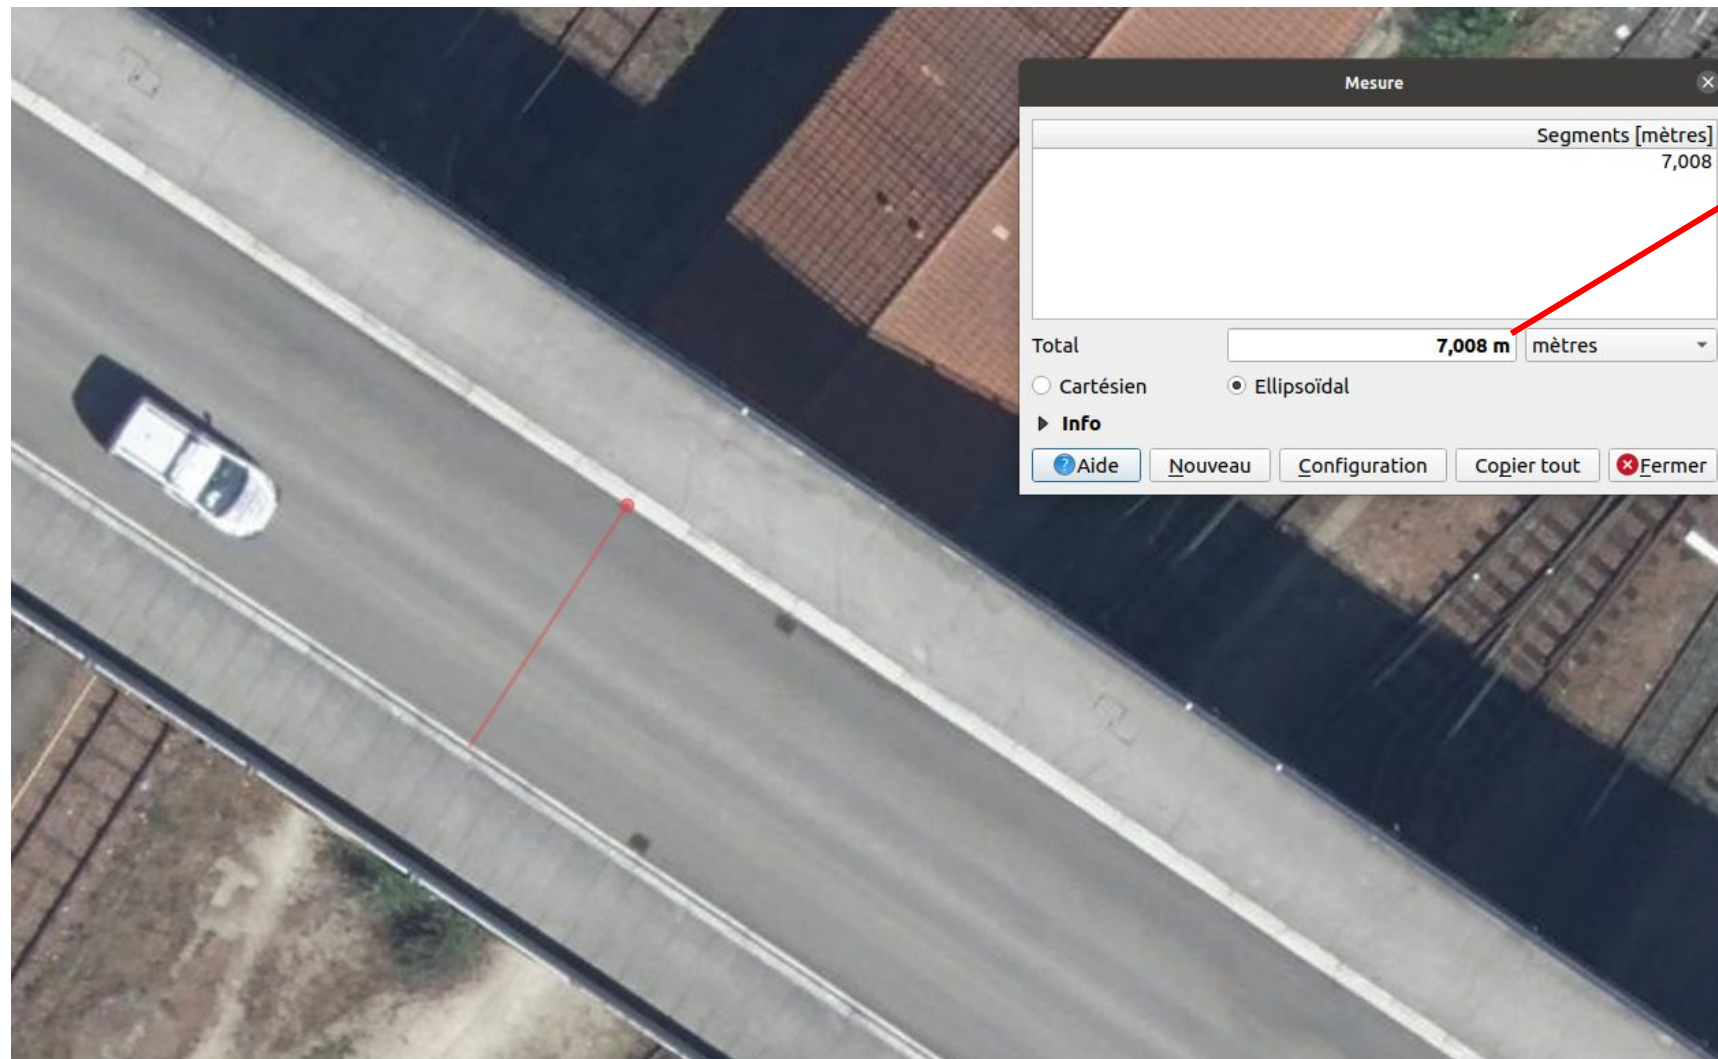 Mesure
Segments [mètres]
7,008
Total 7,008 m mètres
Cartésien Ellipsoïdal
Info
Aide Nouveau Configuration Copier tout Fermer